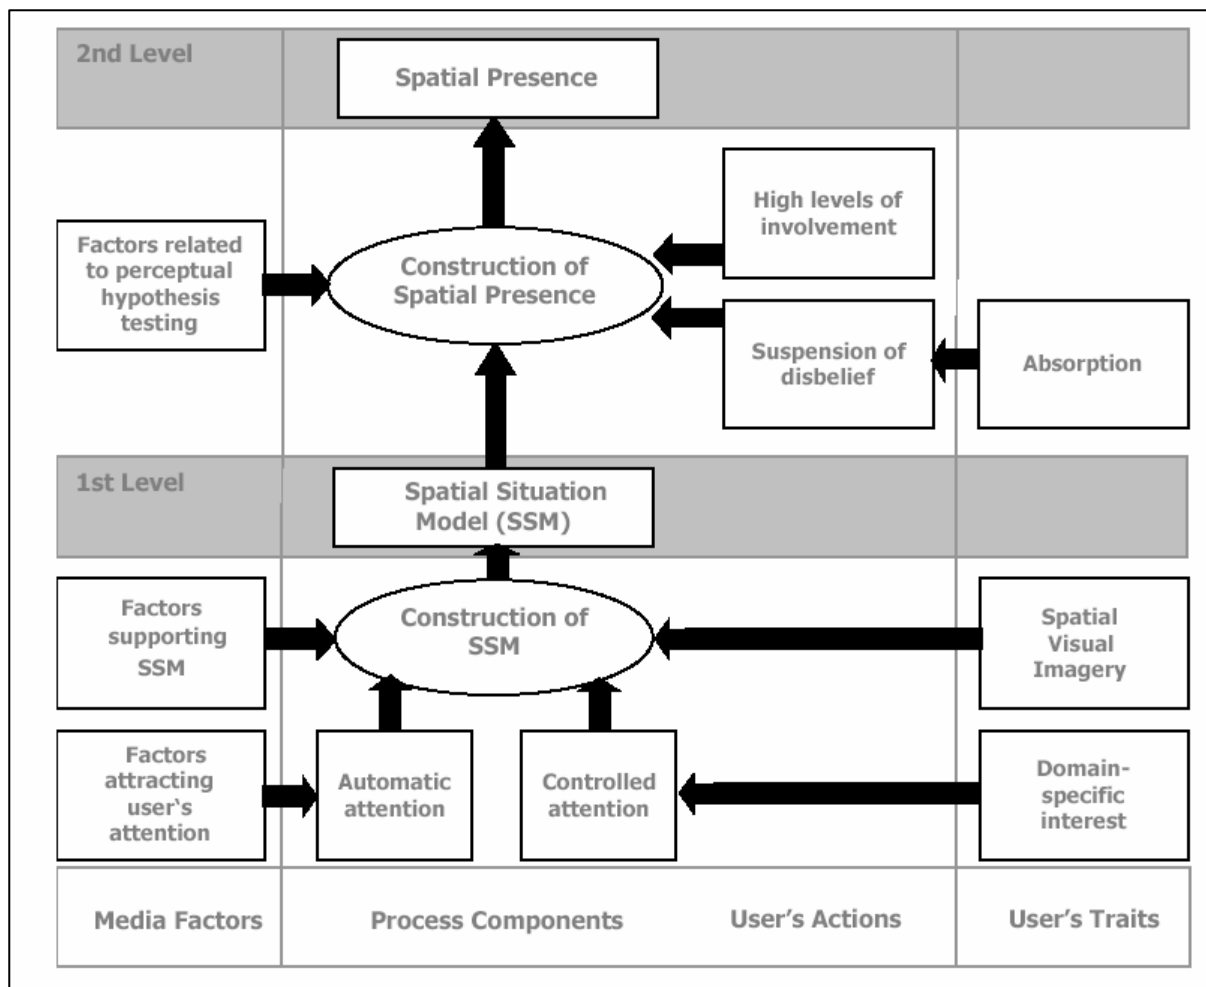 2nd Level
Spatial Presence
High levels of
involvement
Factors related
to perceptual
hypothesis
testing
Construction of
Spatial Presence
Suspension of
disbelief
Absorption
1st Level
Spatial Situation
Model (SSM)
Factors
supporting
SSM
Construction of
SSM
Spatial
Visual
Imagery
Factors
attracting
user‘s
attention
Automatic
attention
Controlled
attention
Domain-
specific
interest
Media Factors
Process Components
User’s Actions
User’s Traits